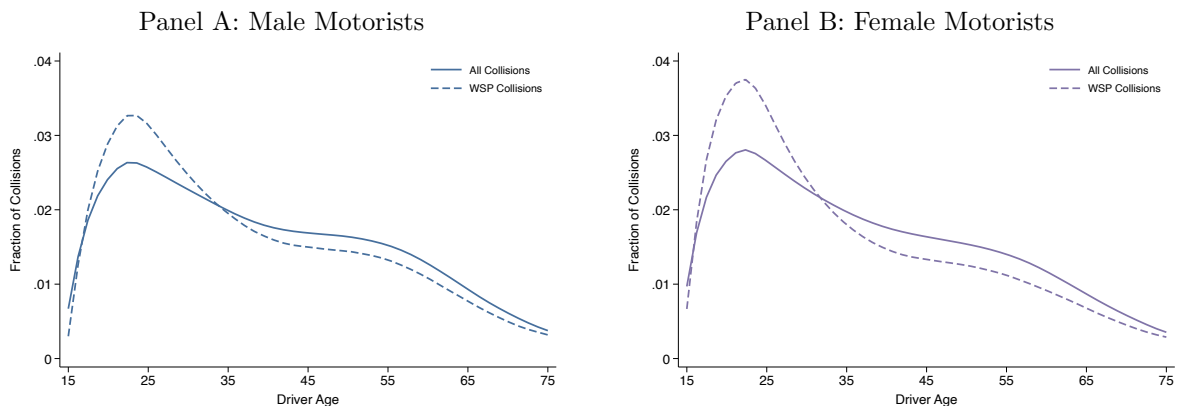 Panel A: Male Motorists
.04
.03
.02
.01
0
Fraction of Collisions
15 25 35 45 55 65 75
Driver Age
All Collisions
WSP Collisions
Panel B: Female Motorists
.04
.03
.02
.01
0
Fraction of Collisions
15 25 35 45 55 65 75
Driver Age
All Collisions
WSP Collisions